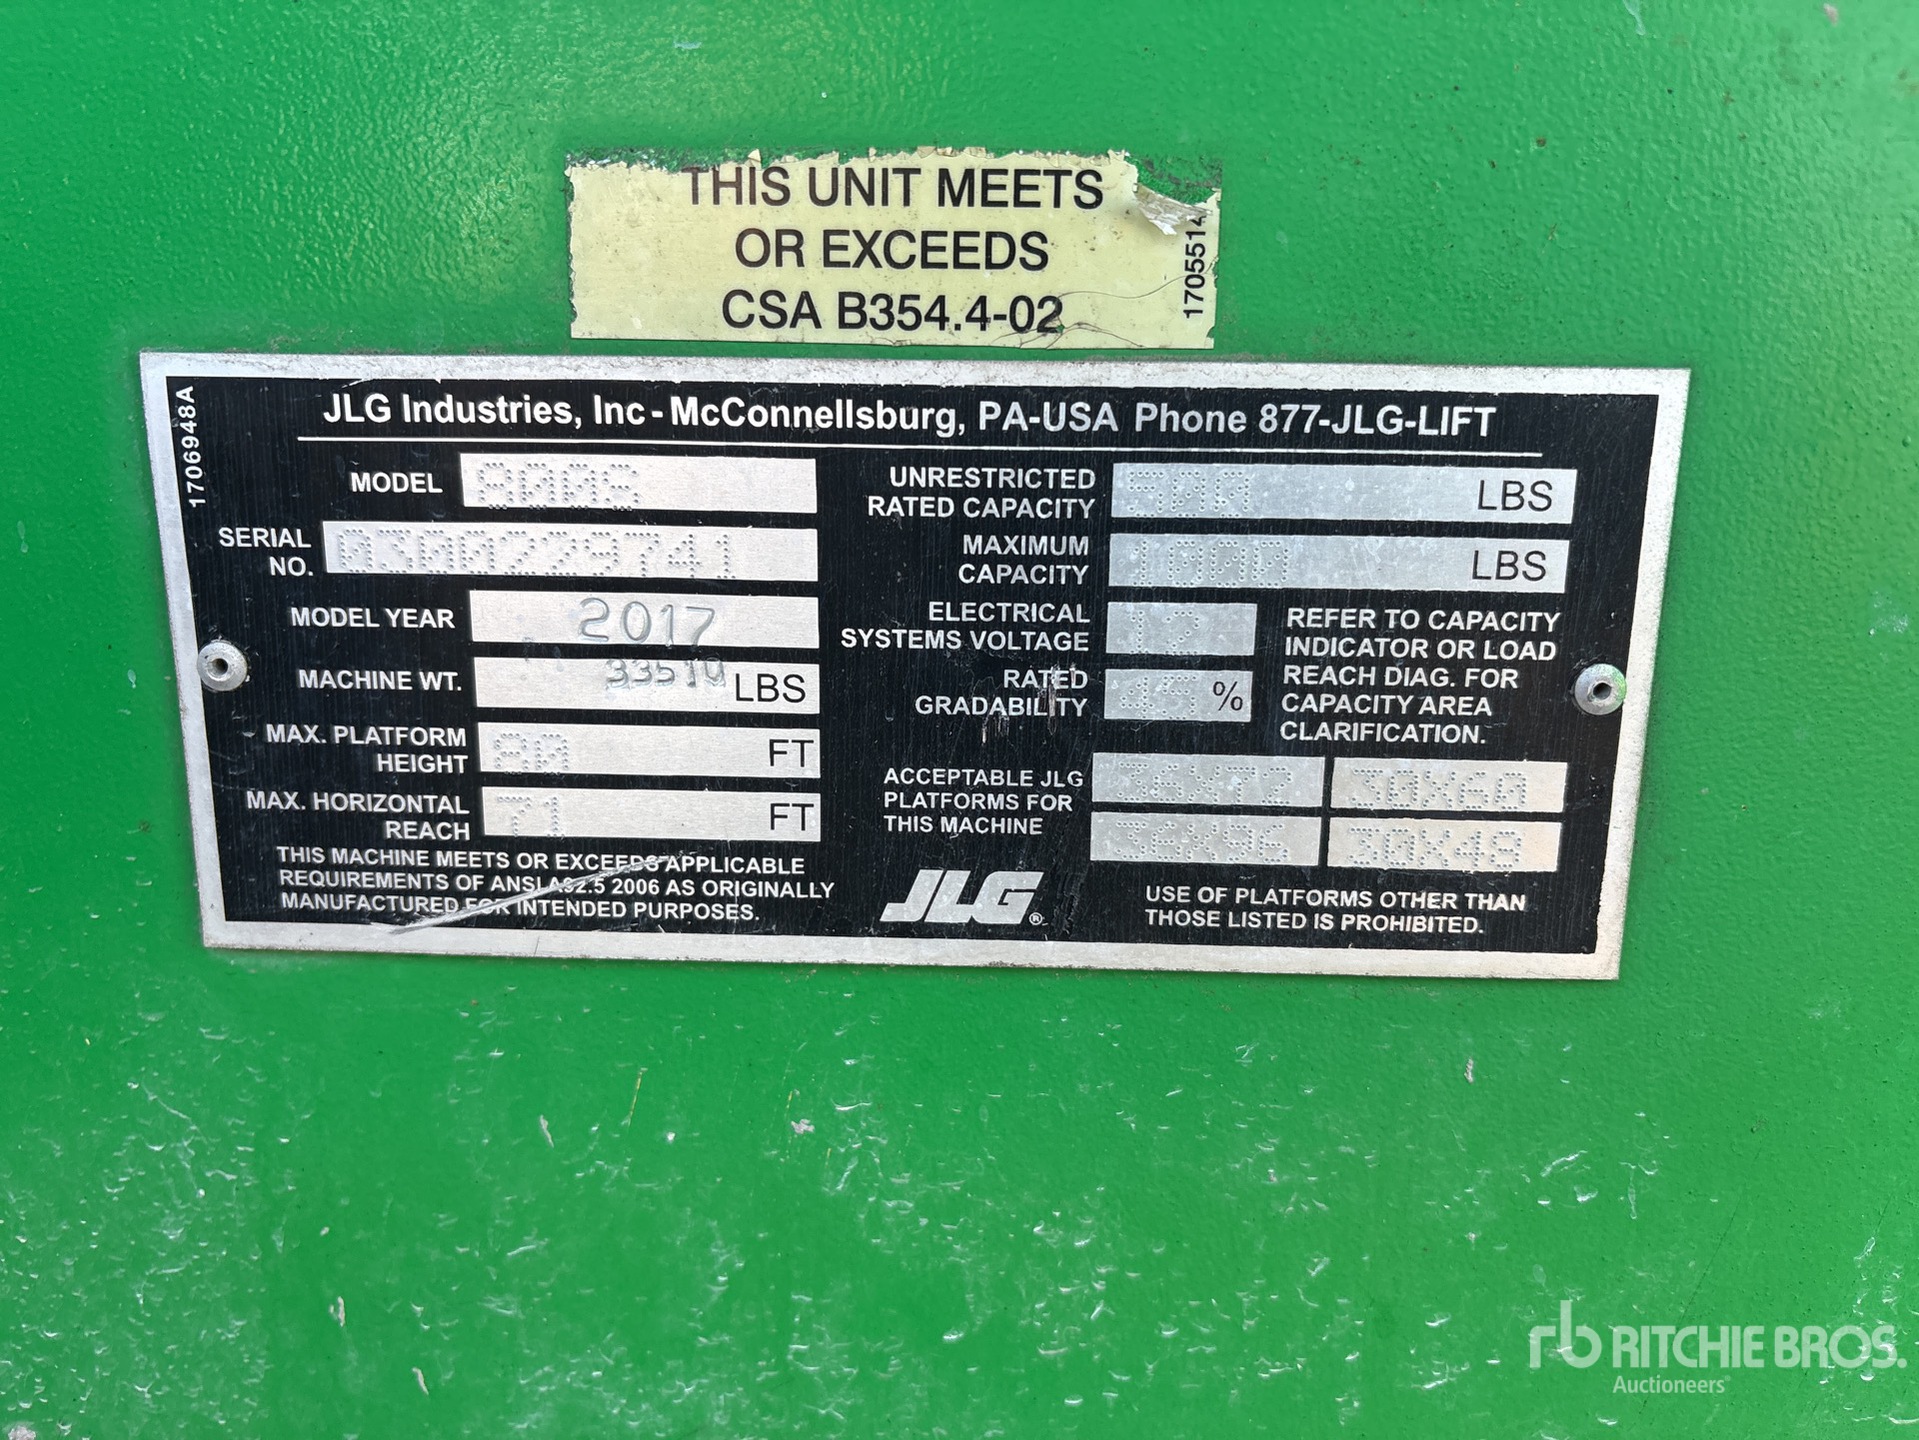 THIS UNIT MEETS
OR EXCEEDS
CSA B354.4-02
1705514
1706948A
JLG Industries, Inc - McConnellsburg, PA-USA Phone 877-JLG-LIFT
MODEL 800S
SERIAL NO. 0300229741
MODEL YEAR 2017
MACHINE WT. 33510 LBS
MAX. PLATFORM HEIGHT 80 FT
MAX. HORIZONTAL REACH 71 FT
THIS MACHINE MEETS OR EXCEEDS APPLICABLE
REQUIREMENTS OF ANSI A92.5 2006 AS ORIGINALLY
MANUFACTURED FOR INTENDED PURPOSES.
UNRESTRICTED RATED CAPACITY 500 LBS
MAXIMUM CAPACITY 1000 LBS
ELECTRICAL SYSTEMS VOLTAGE 12
RATED GRADABILITY 45 %
REFER TO CAPACITY
INDICATOR OR LOAD
REACH DIAG. FOR
CAPACITY AREA
CLARIFICATION.
ACCEPTABLE JLG
PLATFORMS FOR
THIS MACHINE
36X72 30X60
36X96 30X48
JLG®
USE OF PLATFORMS OTHER THAN
THOSE LISTED IS PROHIBITED.
rb RITCHIE BROS.
Auctioneers